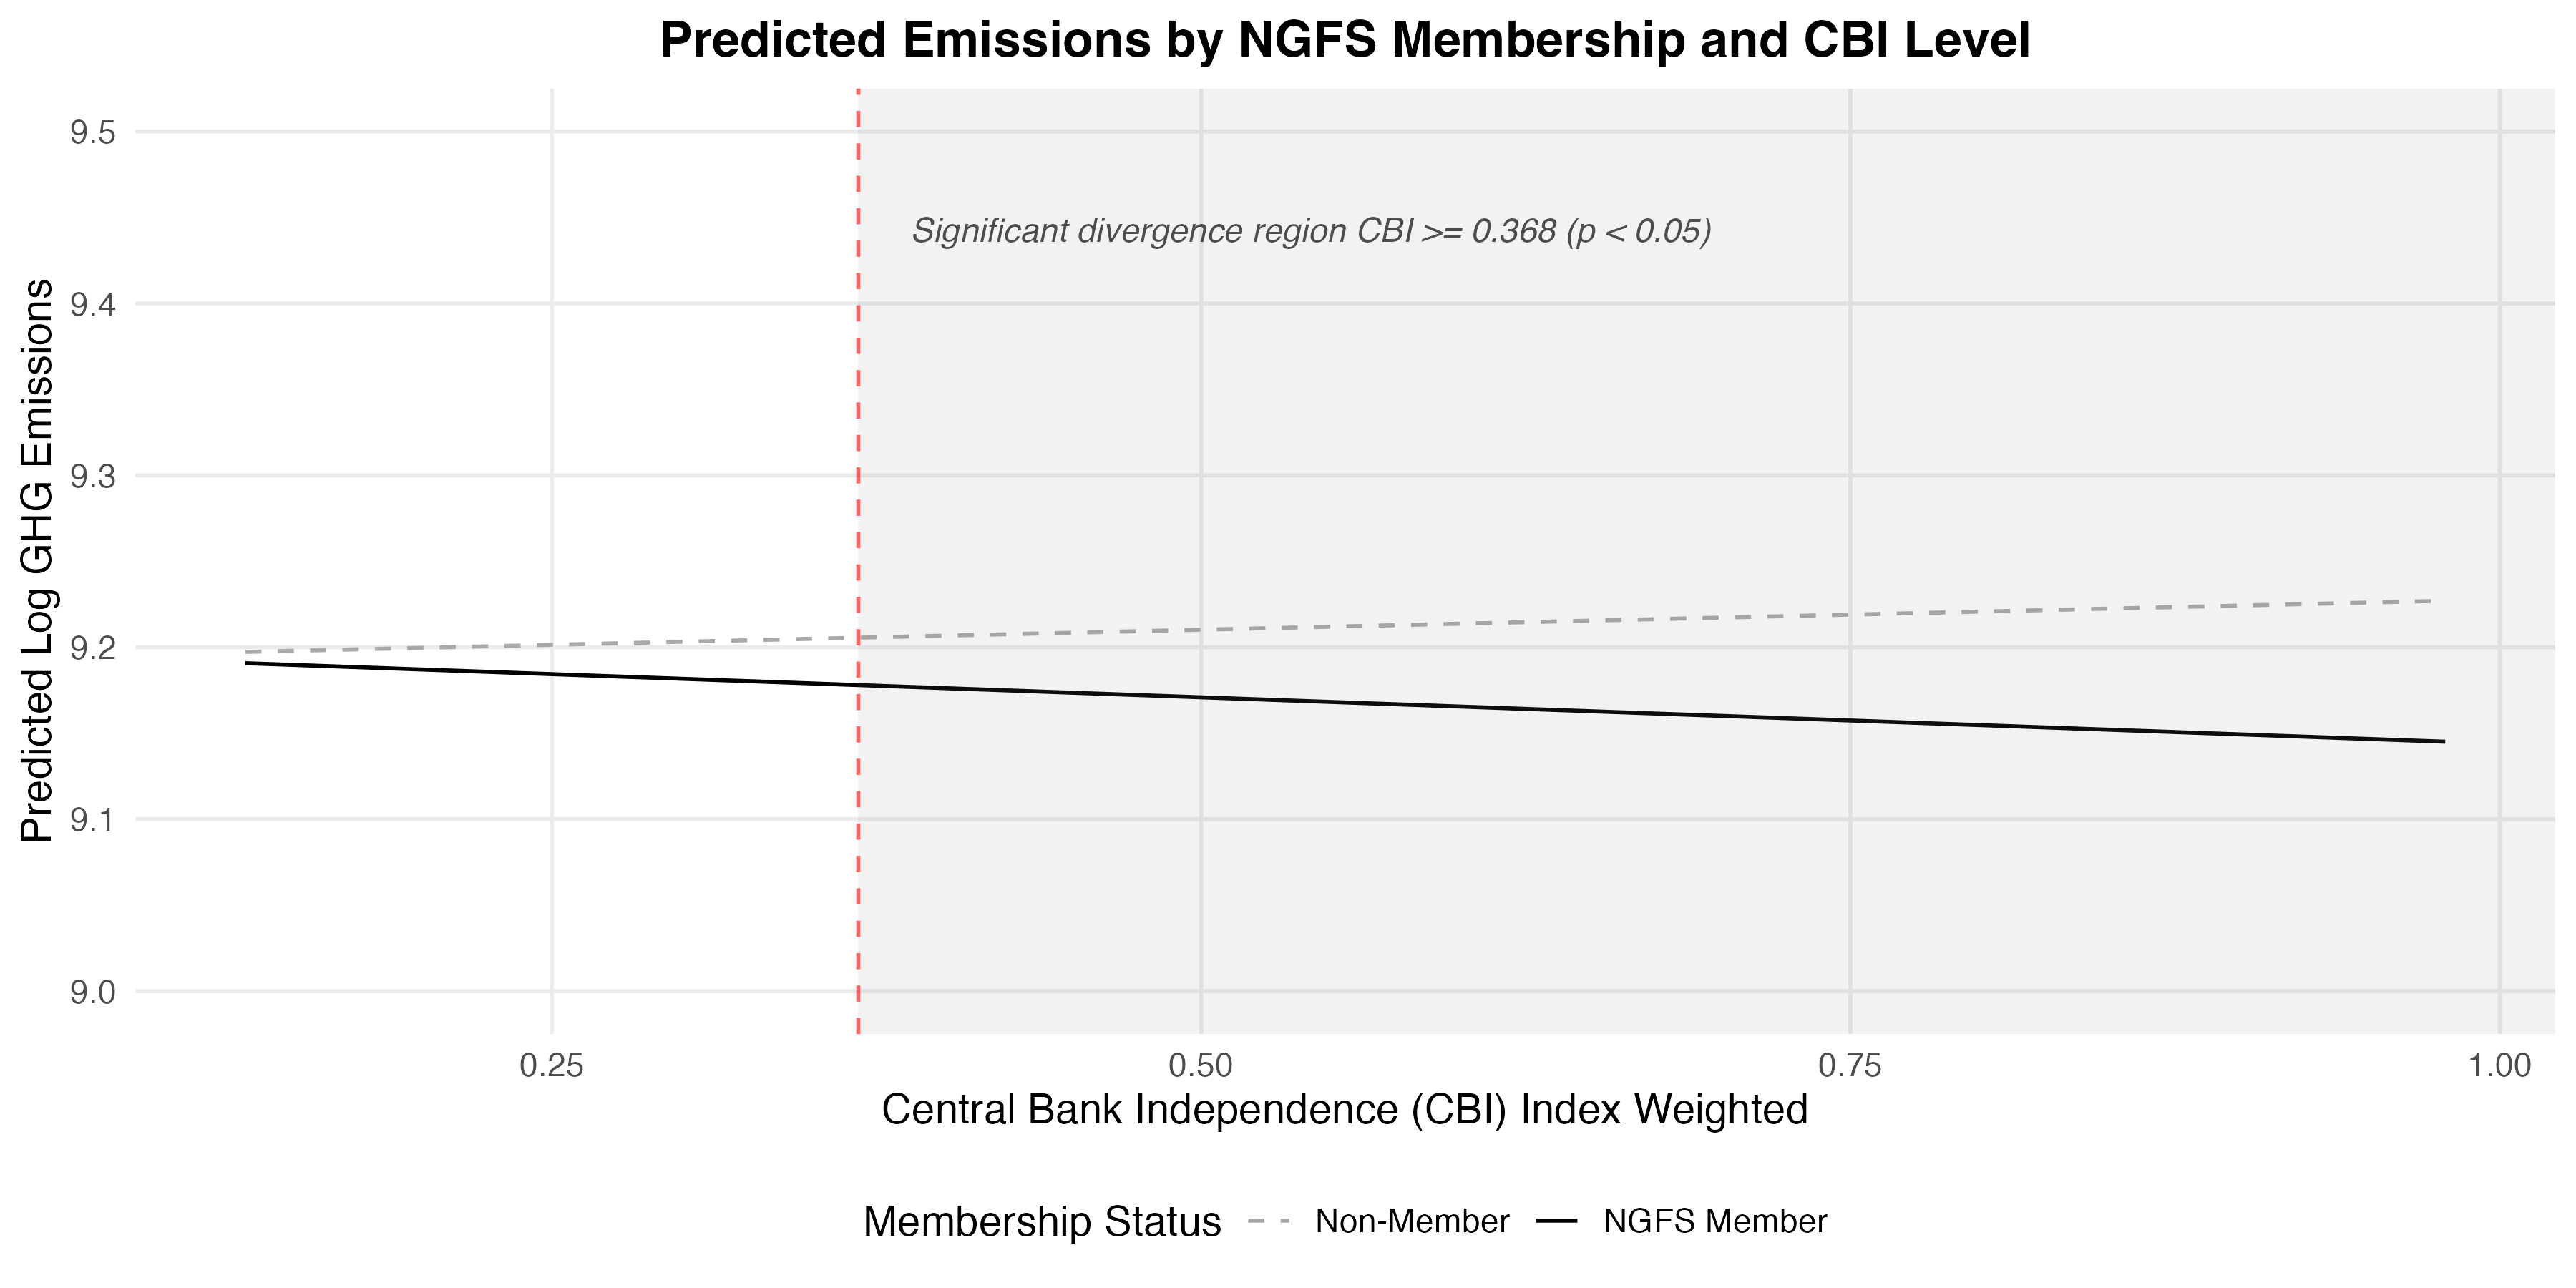 Predicted Emissions by NGFS Membership and CBI Level
Predicted Log GHG Emissions
9.5
9.4
9.3
9.2
9.1
9.0
Significant divergence region CBI >= 0.368 (p < 0.05)
0.25
0.50
0.75
1.00
Central Bank Independence (CBI) Index Weighted
Membership Status
Non-Member
NGFS Member